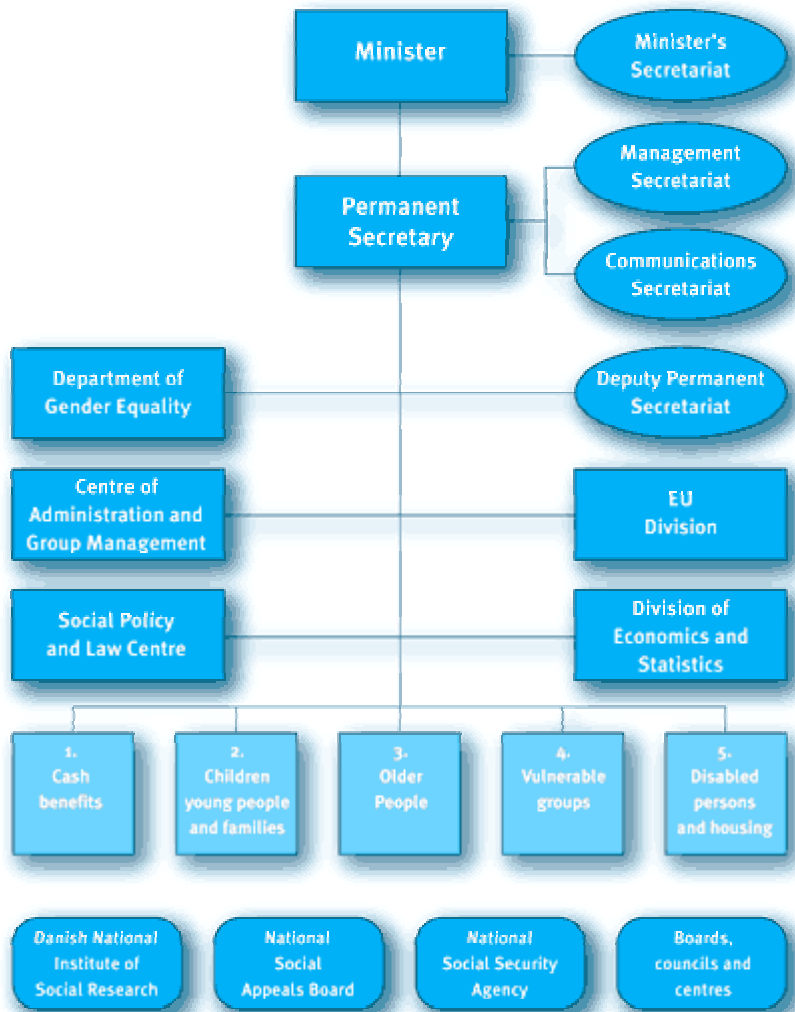 Minister
Minister's
Secretariat
Management
Secretariat
Permanent
Secretary
Communications
Secretariat
Department of
Gender Equality
Deputy Permanent
Secretariat
Centre of
Administration and
Group Management
EU
Division
Social Policy
and Law Centre
Division of
Economics and
Statistics
1.
Cash
benefits
2.
Children
young people
and families
3.
Older
People
4.
Vulnerable
groups
5.
Disabled
persons
and housing
Danish National
Institute of
Social Research
National
Social
Appeals Board
National
Social Security
Agency
Boards,
councils and
centres